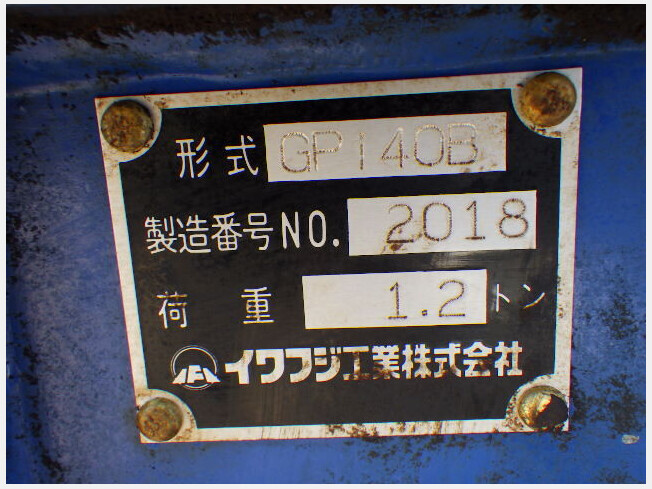 形式 GPi40B
製造番号NO. 2018
荷重 1.2 トン
イワフジ工業株式会社